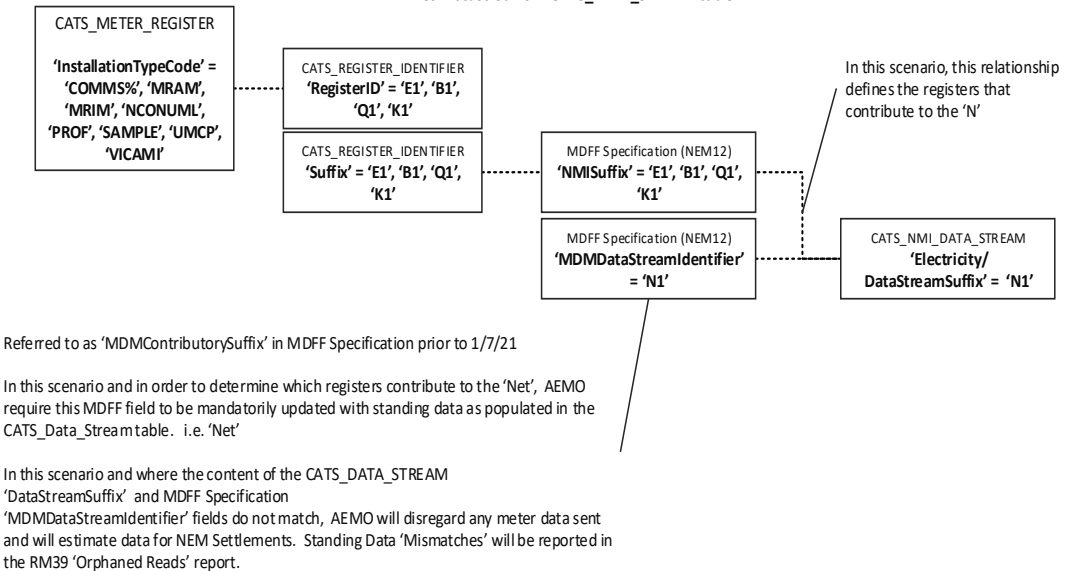 CATS_METER_REGISTER
‘InstallationTypeCode’ =
‘COMMS%’, ‘MRAM’,
‘MRIM’, ‘NCONUML’,
‘PROF’, ‘SAMPLE’, ‘UMCP’,
‘VICAMI’
CATS_REGISTER_IDENTIFIER
‘RegisterID’ = ‘E1’, ‘B1’,
‘Q1’, ‘K1’
CATS_REGISTER_IDENTIFIER
‘Suffix’ = ‘E1’, ‘B1’, ‘Q1’,
‘K1’
MDFF Specification (NEM12)
‘NMISuffix’ = ‘E1’, ‘B1’, ‘Q1’,
‘K1’
MDFF Specification (NEM12)
‘MDMDataStreamIdentifier’
= ‘N1’
In this scenario, this relationship
defines the registers that
contribute to the ‘N’
CATS_NMI_DATA_STREAM
‘Electricity/
DataStreamSuffix’ = ‘N1’
Referred to as ‘MDMContributorySuffix’ in MDFF Specification prior to 1/7/21
In this scenario and in order to determine which registers contribute to the ‘Net’, AEMO
require this MDFF field to be mandatorily updated with standing data as populated in the
CATS_Data_Stream table. i.e. ‘Net’
In this scenario and where the content of the CATS_DATA_STREAM
‘DataStreamSuffix’ and MDFF Specification
‘MDMDataStreamIdentifier’ fields do not match, AEMO will disregard any meter data sent
and will estimate data for NEM Settlements. Standing Data ‘Mismatches’ will be reported in
the RM39 ‘Orphaned Reads’ report.